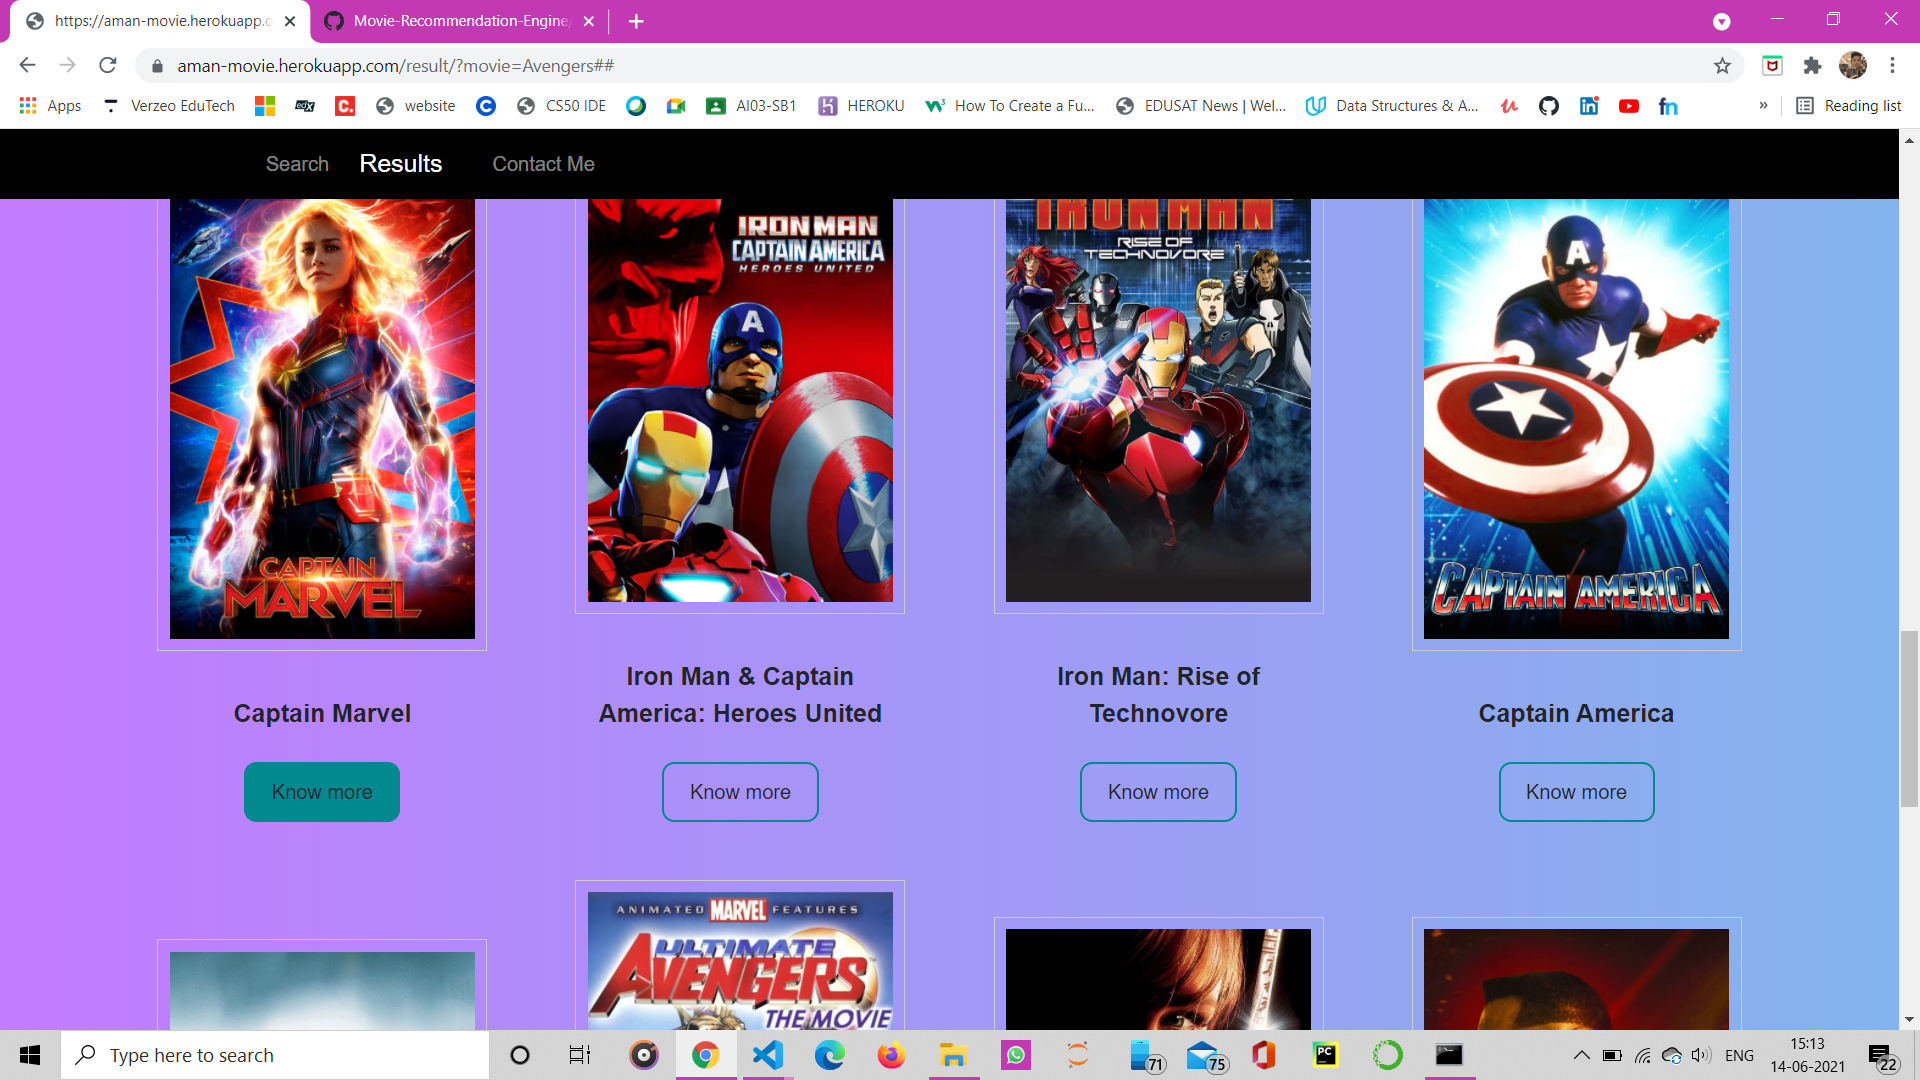 https://aman-movie.herokuapp.c
Movie-Recommendation-Engine
aman-movie.herokuapp.com/result/?movie=Avengers##
Apps
Verzeo EduTech
edX
C.
website
C
CS50 IDE
AI03-SB1
HEROKU
How To Create a Fu...
EDUSAT News | Wel...
Data Structures & A...
in
fn
»
Reading list
Search
Results
Contact Me
CAPTAIN
MARVEL
IRON MAN
CAPTAIN AMERICA
HEROES UNITED
IRON MAN
RISE OF
TECHNOVORE
A
CAPTAIN AMERICA
Captain Marvel
Iron Man & Captain
America: Heroes United
Iron Man: Rise of
Technovore
Captain America
Know more
Know more
Know more
Know more
ANIMATED MARVEL FEATURES
ULTIMATE
AVENGERS
THE MOVIE
Type here to search
71
75
PC
ENG
15:13
14-06-2021
22